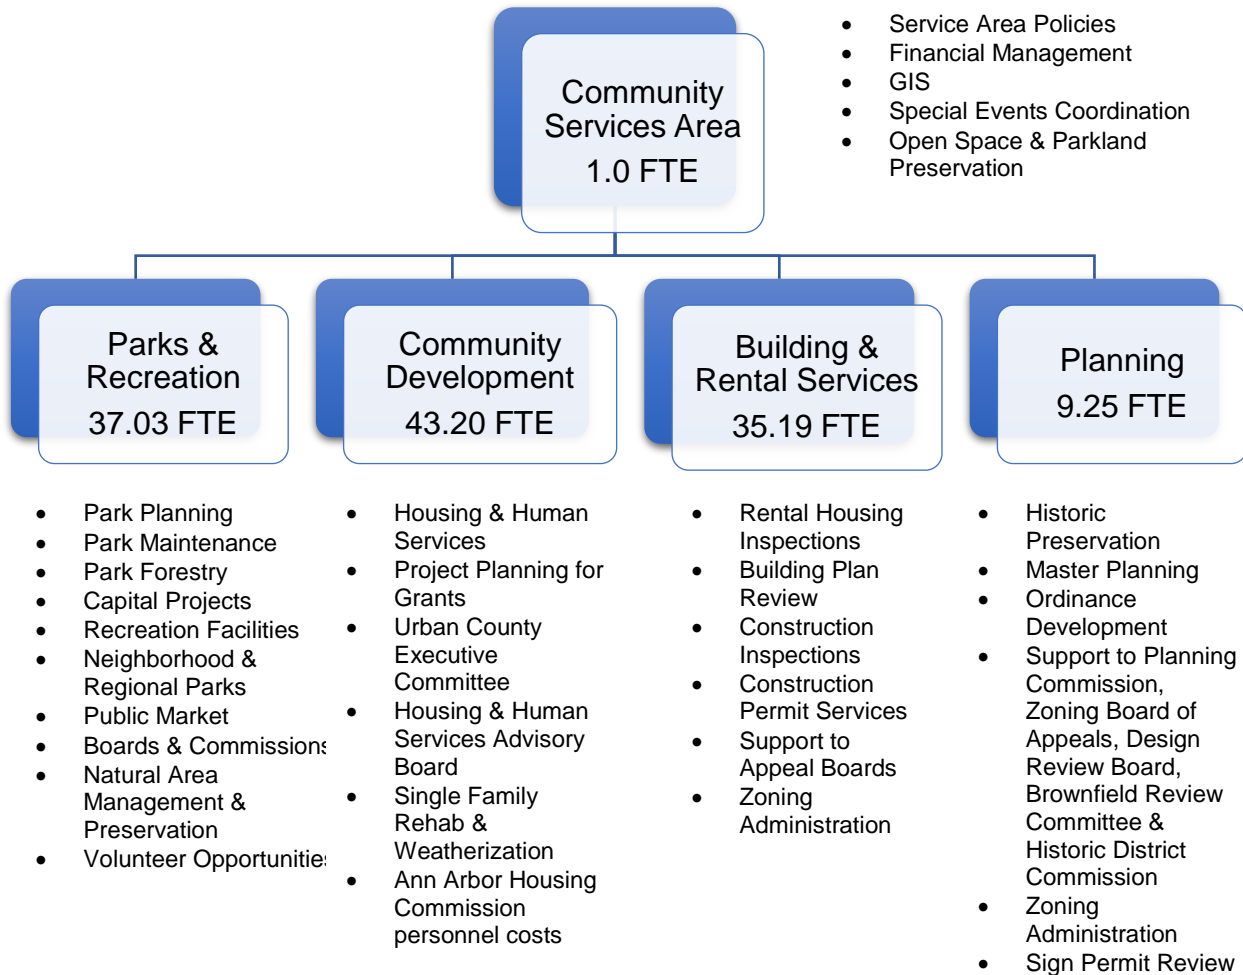 Community
Services Area
1.0 FTE
• Service Area Policies
• Financial Management
• GIS
• Special Events Coordination
• Open Space & Parkland
Preservation
Parks &
Recreation
37.03 FTE
Community
Development
43.20 FTE
Building &
Rental Services
35.19 FTE
Planning
9.25 FTE
• Park Planning
• Park Maintenance
• Park Forestry
• Capital Projects
• Recreation Facilities
• Neighborhood &
Regional Parks
• Public Market
• Boards & Commissions
• Natural Area
Management &
Preservation
• Volunteer Opportunities
• Housing & Human
Services
• Project Planning for
Grants
• Urban County
Executive
Committee
• Housing & Human
Services Advisory
Board
• Single Family
Rehab &
Weatherization
• Ann Arbor Housing
Commission
personnel costs
• Rental Housing
Inspections
• Building Plan
Review
• Construction
Inspections
• Construction
Permit Services
• Support to
Appeal Boards
• Zoning
Administration
• Historic
Preservation
• Master Planning
• Ordinance
Development
• Support to Planning
Commission,
Zoning Board of
Appeals, Design
Review Board,
Brownfield Review
Committee &
Historic District
Commission
• Zoning
Administration
• Sign Permit Review